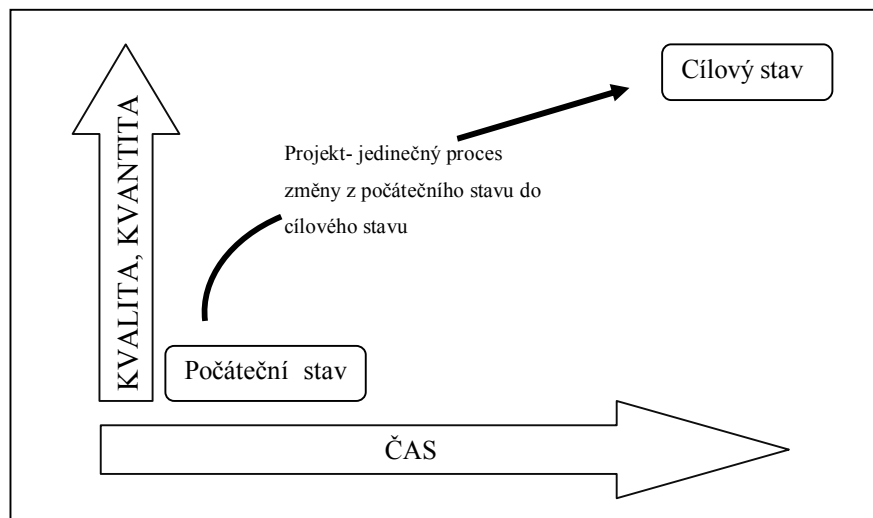 Cílový stav
KVALITA, KVANTITA
Projekt- jedinečný proces
změny z počátečního stavu do
cílového stavu
Počáteční stav
ČAS